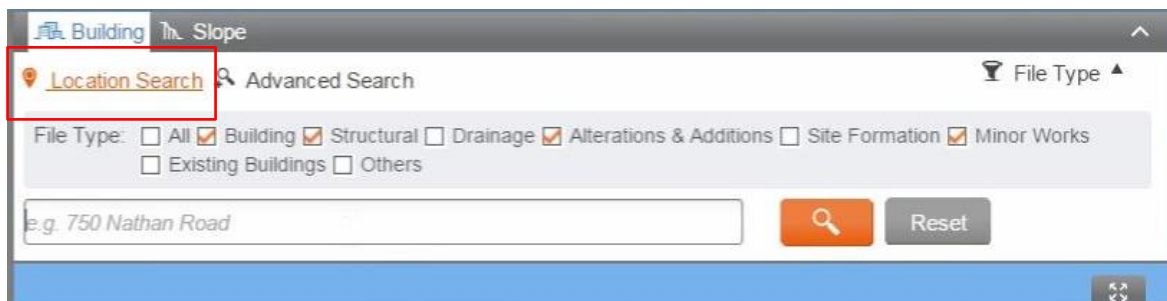 Building Slope
Location Search Advanced Search File Type ▲
File Type: All Building Structural Drainage Alterations & Additions Site Formation Minor Works
Existing Buildings Others
e.g. 750 Nathan Road Reset